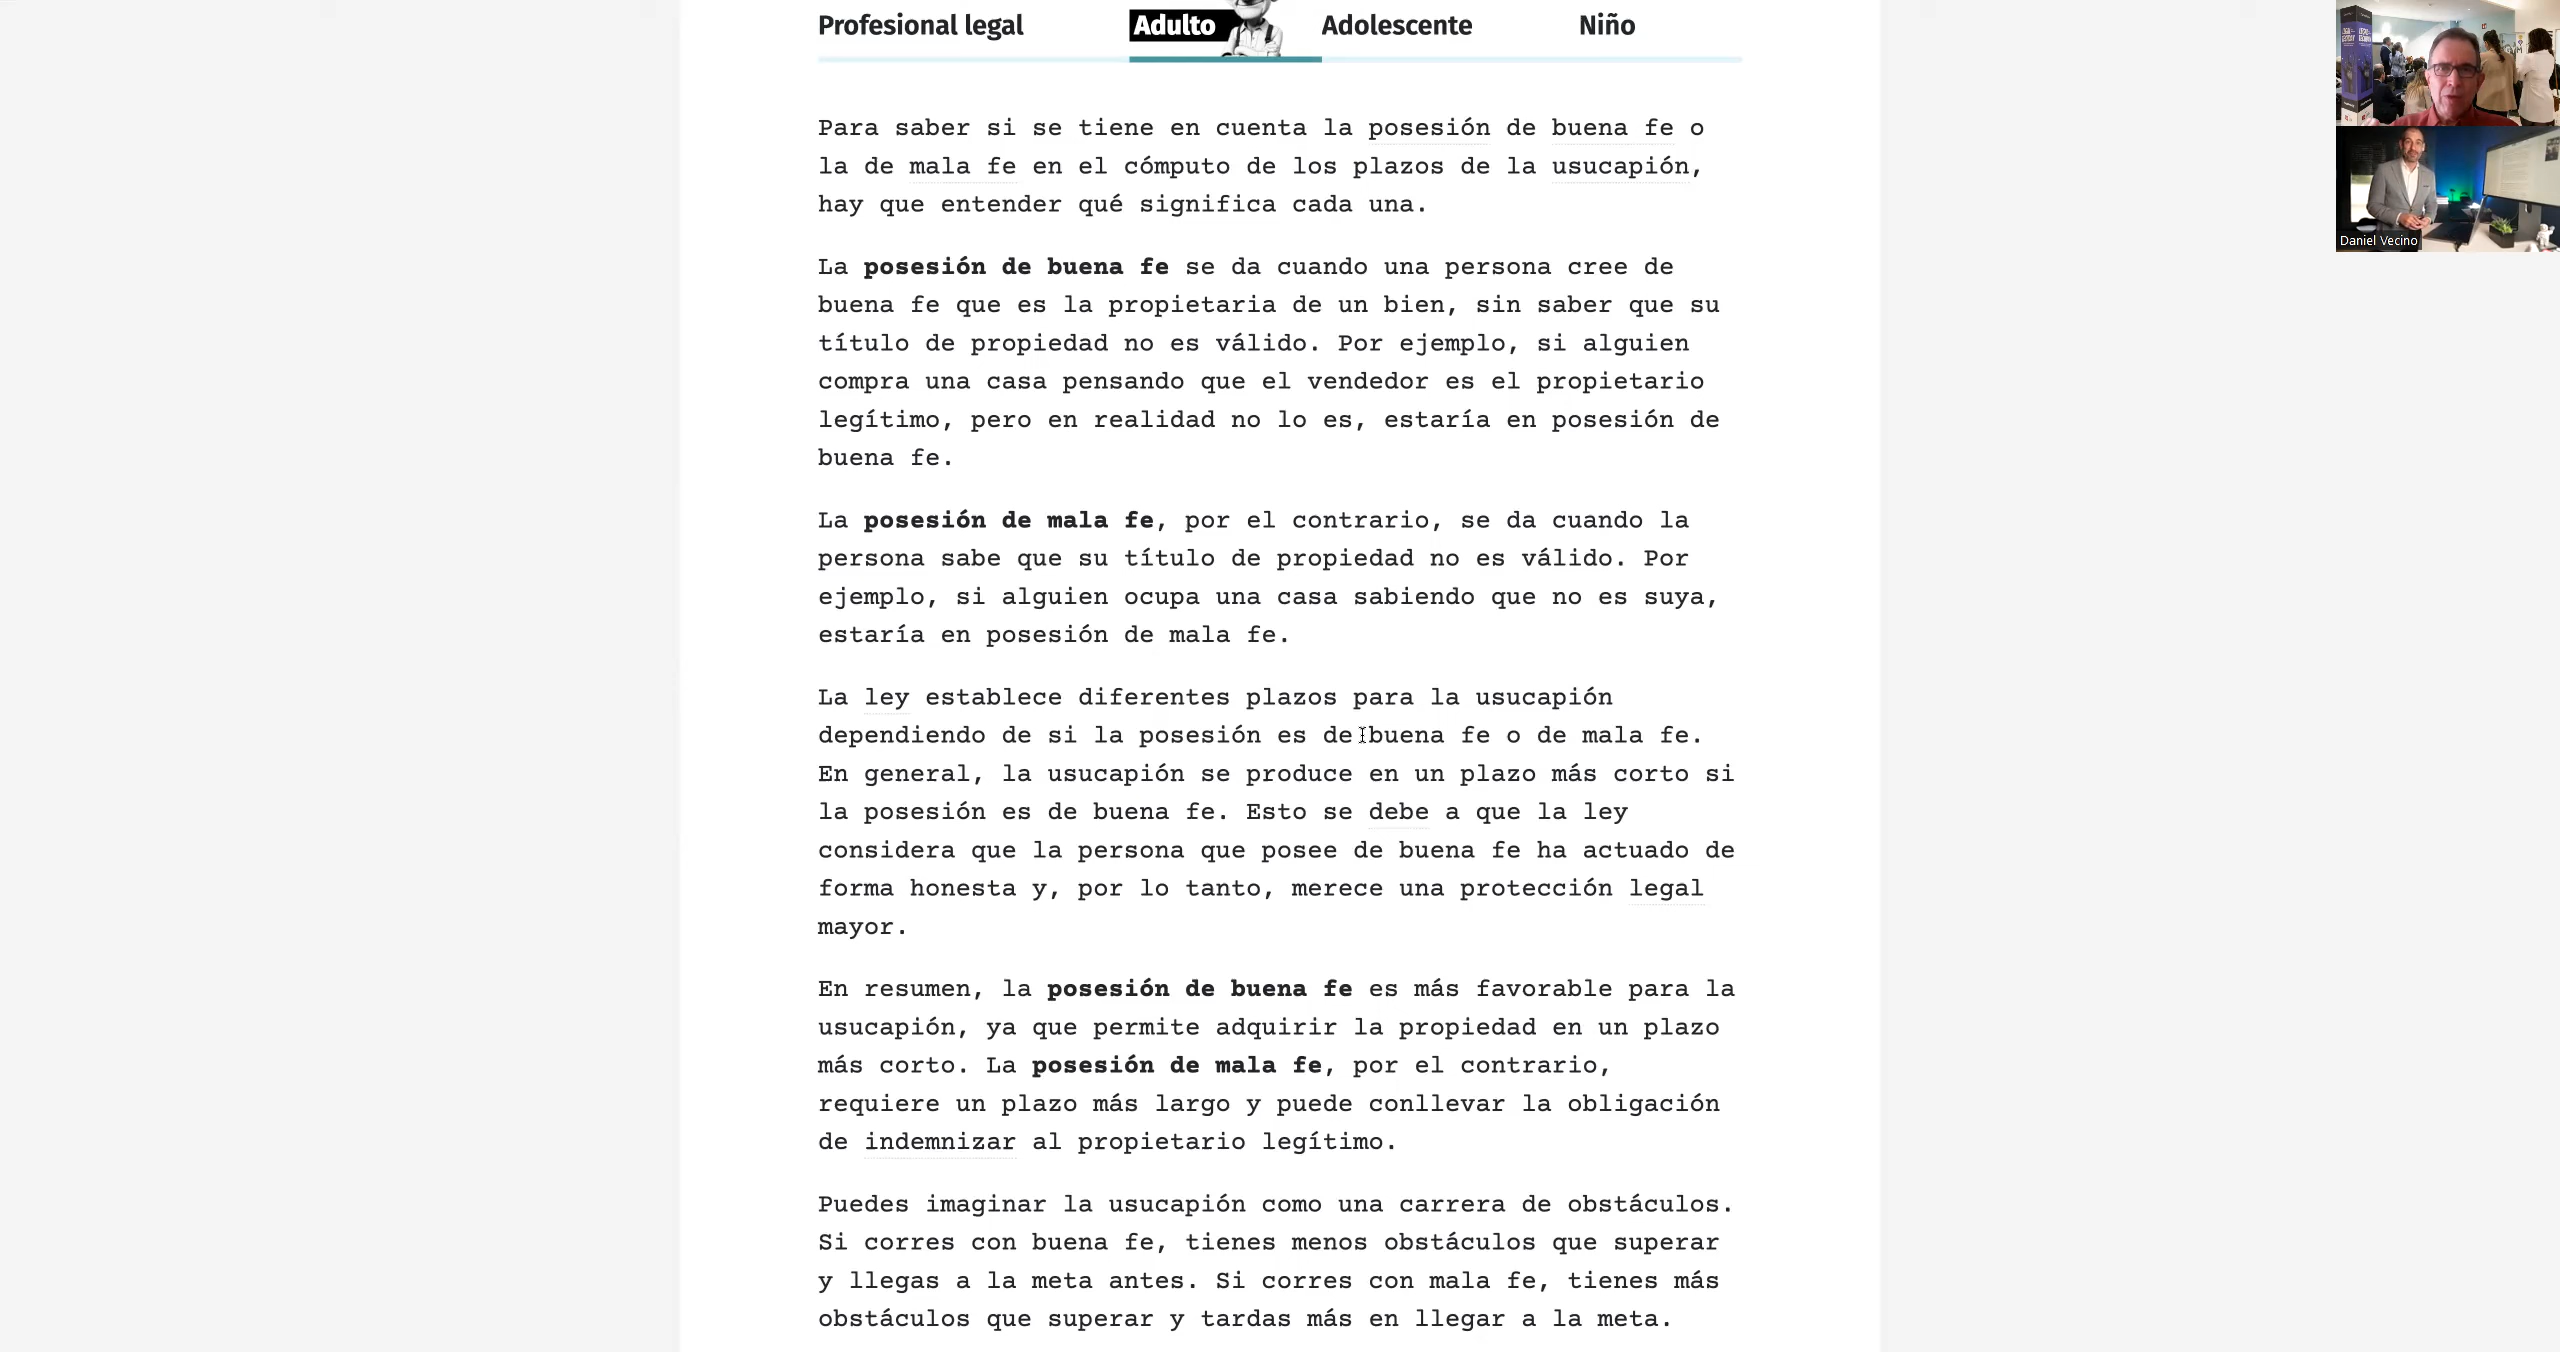 Profesional legal
Adulto
Adolescente
Niño
Para saber si se tiene en cuenta la posesión de buena fe o
la de mala fe en el cómputo de los plazos de la usucapión,
hay que entender qué significa cada una.
La posesión de buena fe se da cuando una persona cree de
buena fe que es la propietaria de un bien, sin saber que su
título de propiedad no es válido. Por ejemplo, si alguien
compra una casa pensando que el vendedor es el propietario
legítimo, pero en realidad no lo es, estaría en posesión de
buena fe.
La posesión de mala fe, por el contrario, se da cuando la
persona sabe que su título de propiedad no es válido. Por
ejemplo, si alguien ocupa una casa sabiendo que no es suya,
estaría en posesión de mala fe.
La ley establece diferentes plazos para la usucapión
dependiendo de si la posesión es de buena fe o de mala fe.
En general, la usucapión se produce en un plazo más corto si
la posesión es de buena fe. Esto se debe a que la ley
considera que la persona que posee de buena fe ha actuado de
forma honesta y, por lo tanto, merece una protección legal
mayor.
En resumen, la posesión de buena fe es más favorable para la
usucapión, ya que permite adquirir la propiedad en un plazo
más corto. La posesión de mala fe, por el contrario,
requiere un plazo más largo y puede conllevar la obligación
de indemnizar al propietario legítimo.
Puedes imaginar la usucapión como una carrera de obstáculos.
Si corres con buena fe, tienes menos obstáculos que superar
y llegas a la meta antes. Si corres con mala fe, tienes más
obstáculos que superar y tardas más en llegar a la meta.
Daniel Vecino